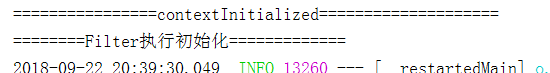 ================contextInitialized====================
========Filter执行初始化=============
2018-09-22 20:39:30.049  INFO 13260 --- [  restartedMain] o.